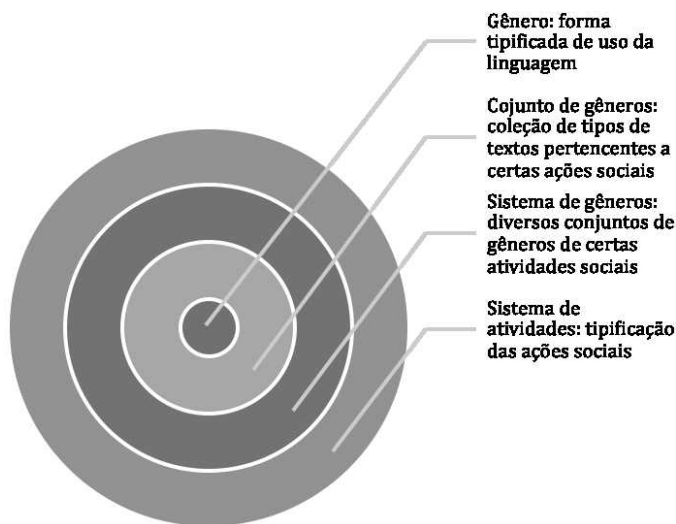 Gênero: forma
tipificada de uso da
linguagem
Cojunto de gêneros:
coleção de tipos de
textos pertencentes a
certas ações sociais
Sistema de gêneros:
diversos conjuntos de
gêneros de certas
atividades sociais
Sistema de
atividades: tipificação
das ações sociais